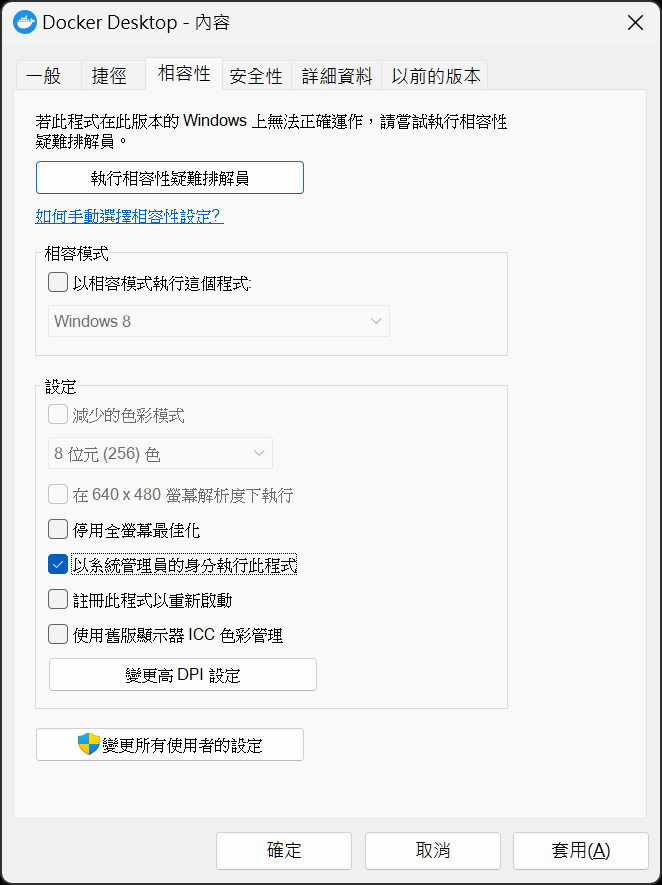 Docker Desktop - 內容
一般 捷徑 相容性 安全性 詳細資料 以前的版本
若此程式在此版本的 Windows 上無法正確運作，請嘗試執行相容性
疑難排解員。
執行相容性疑難排解員
如何手動選擇相容性設定?
相容模式
以相容模式執行這個程式:
Windows 8
設定
減少的色彩模式
8 位元 (256) 色
在 640 x 480 螢幕解析度下執行
停用全螢幕最佳化
以系統管理員的身分執行此程式
註冊此程式以重新啟動
使用舊版顯示器 ICC 色彩管理
變更高 DPI 設定
變更所有使用者的設定
確定 取消 套用(A)